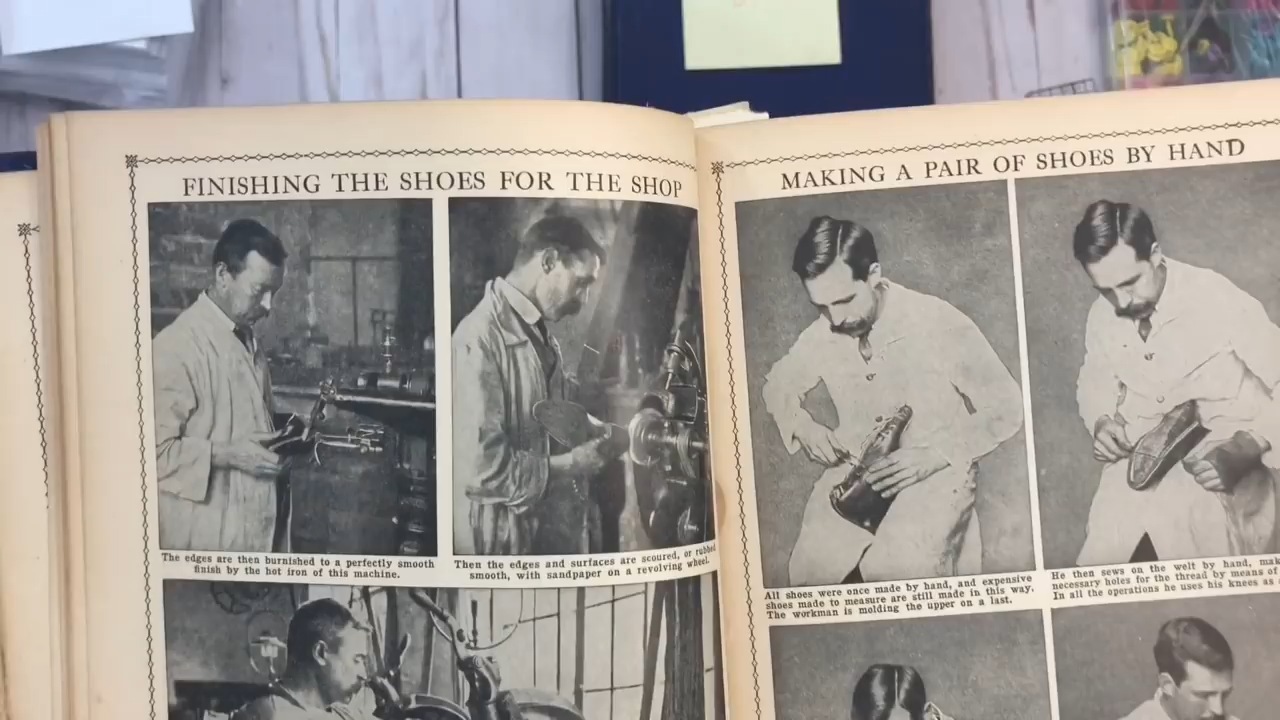 FINISHING THE SHOES FOR THE SHOP
The edges are then burnished to a perfectly smooth
finish by the hot iron of this machine.
Then the edges and surfaces are scoured, or rubbed
smooth, with sandpaper on a revolving wheel.
MAKING A PAIR OF SHOES BY HAND
All shoes were once made by hand, and expensive
shoes made to measure are still made in this way.
The workman is molding the upper on a last.
He then sews on the welt by hand, mak
necessary holes for the thread by means of
In all the operations he uses his knees as